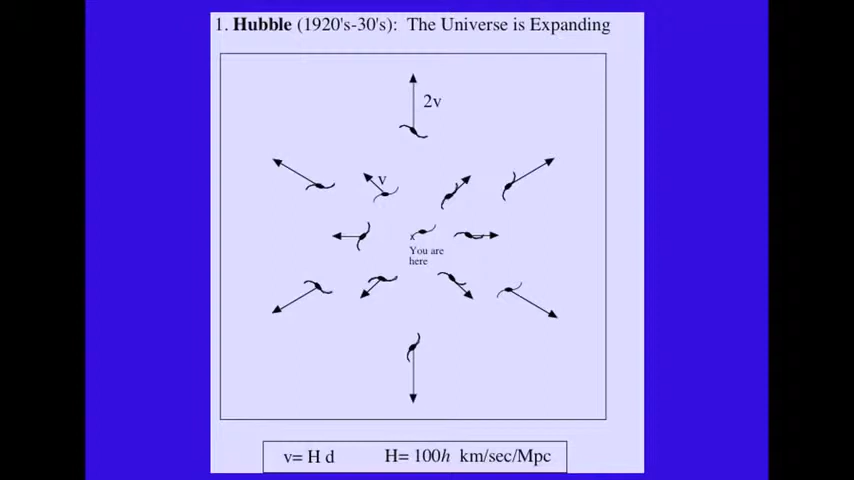 1. Hubble (1920's-30's): The Universe is Expanding
2v
v
x
You are
here
v= H d H= 100h km/sec/Mpc